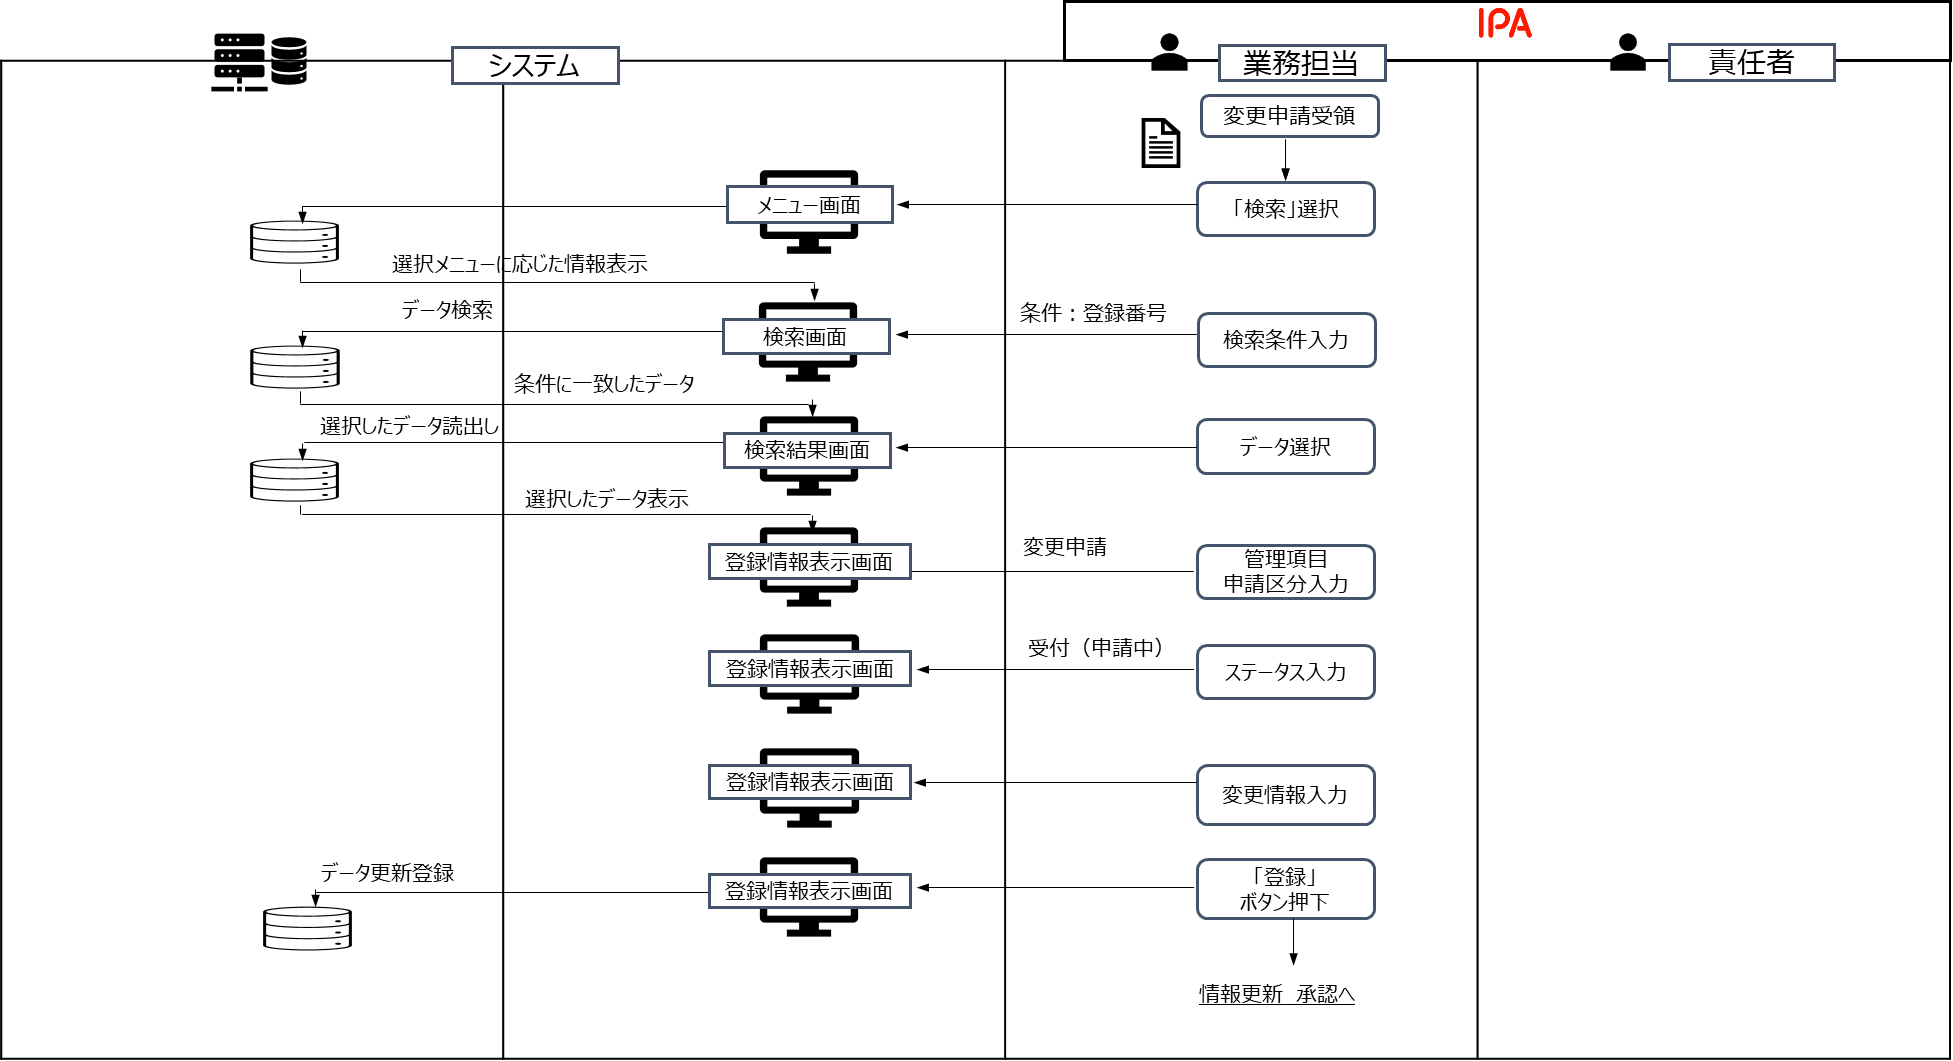 IPA
システム
業務担当
責任者
変更申請受領
メニュー画面
「検索」選択
選択メニューに応じた情報表示
データ検索
条件：登録番号
検索画面
検索条件入力
条件に一致したデータ
選択したデータ読出し
検索結果画面
データ選択
選択したデータ表示
変更申請
登録情報表示画面
管理項目
申請区分入力
受付（申請中）
登録情報表示画面
ステータス入力
登録情報表示画面
変更情報入力
データ更新登録
登録情報表示画面
「登録」
ボタン押下
情報更新　承認へ